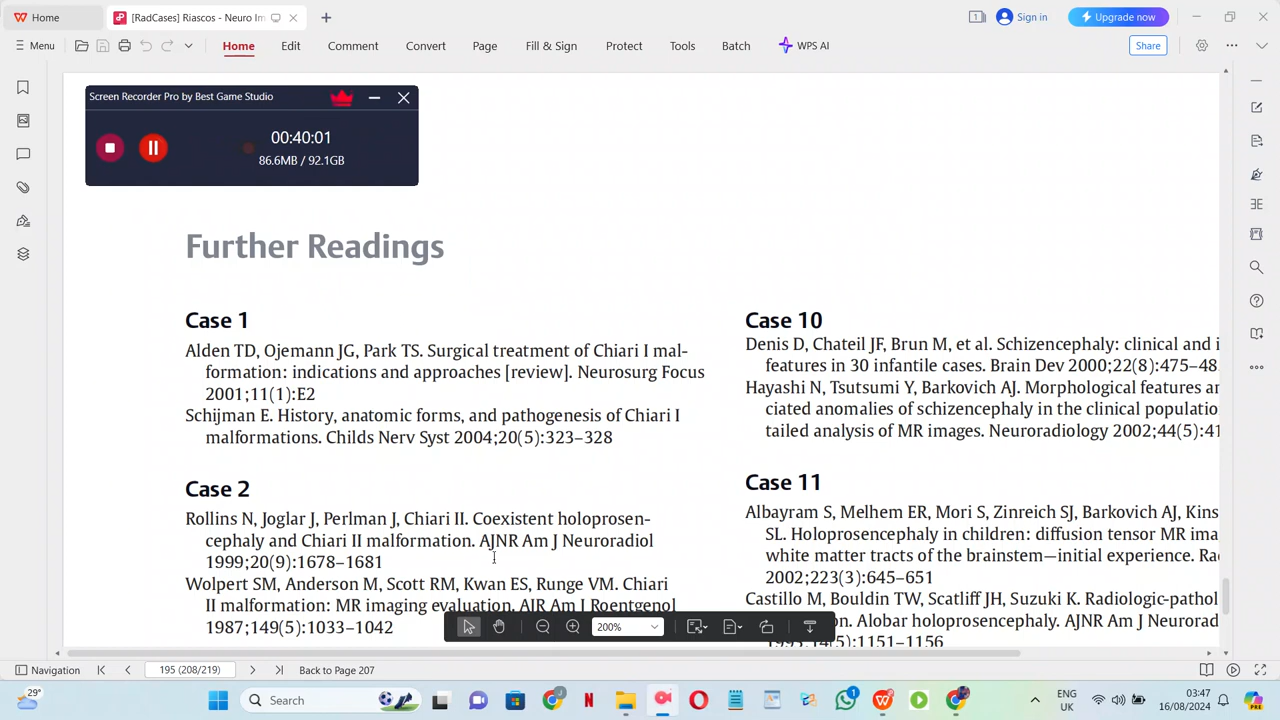 Home
[RadCases] Riascos - Neuro Im
Sign in
Upgrade now
Menu
Home
Edit
Comment
Convert
Page
Fill & Sign
Protect
Tools
Batch
WPS AI
Share
Screen Recorder Pro by Best Game Studio
00:40:01
86.6MB / 92.1GB
Further Readings
Case 1
Alden TD, Ojemann JG, Park TS. Surgical treatment of Chiari I mal-
formation: indications and approaches [review]. Neurosurg Focus
2001;11(1):E2
Schijman E. History, anatomic forms, and pathogenesis of Chiari I
malformations. Childs Nerv Syst 2004;20(5):323–328
Case 2
Rollins N, Joglar J, Perlman J, Chiari II. Coexistent holoprosen-
cephaly and Chiari II malformation. AJNR Am J Neuroradiol
1999;20(9):1678–1681
Wolpert SM, Anderson M, Scott RM, Kwan ES, Runge VM. Chiari
II malformation: MR imaging evaluation. AJR Am J Roentgenol
1987;149(5):1033–1042
Case 10
Denis D, Chateil JF, Brun M, et al. Schizencephaly: clinical and i
features in 30 infantile cases. Brain Dev 2000;22(8):475–48
Hayashi N, Tsutsumi Y, Barkovich AJ. Morphological features an
ciated anomalies of schizencephaly in the clinical populatio
tailed analysis of MR images. Neuroradiology 2002;44(5):41
Case 11
Albayram S, Melhem ER, Mori S, Zinreich SJ, Barkovich AJ, Kins
SL. Holoprosencephaly in children: diffusion tensor MR ima
white matter tracts of the brainstem—initial experience. Ra
2002;223(3):645–651
Castillo M, Bouldin TW, Scatliff JH, Suzuki K. Radiologic-pathol
on. Alobar holoprosencephaly. AJNR Am J Neurorad
1993;14(5):1151–1156
200%
Navigation
195 (208/219)
Back to Page 207
29°
Search
ENG
UK
03:47
16/08/2024